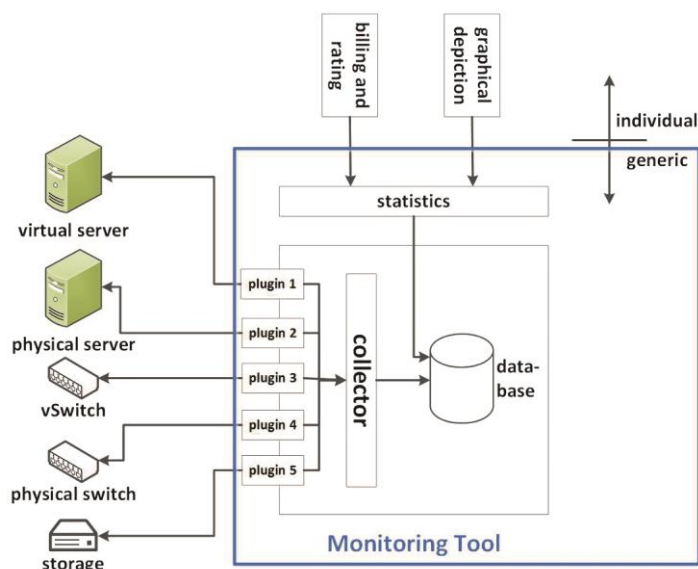 billing and
rating
graphical
depiction
individual
generic
statistics
virtual server
plugin 1
physical server
plugin 2
vSwitch
plugin 3
collector
data-
base
physical switch
plugin 4
plugin 5
storage
Monitoring Tool